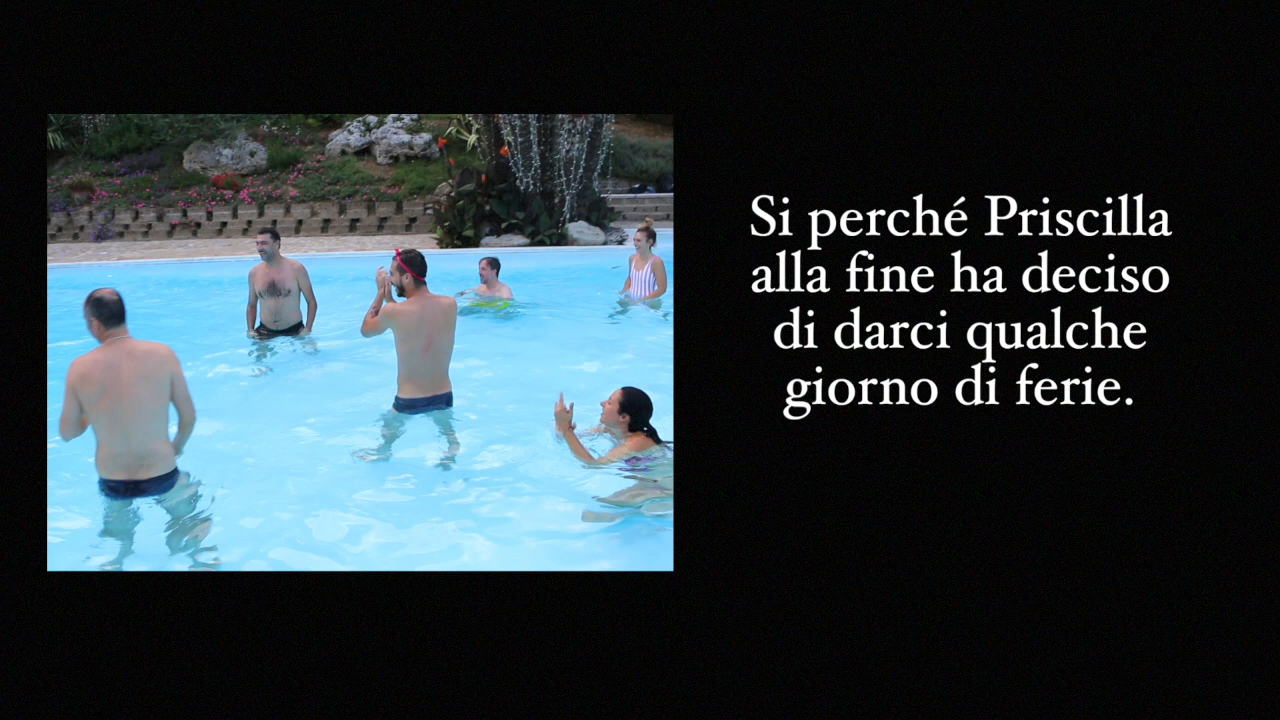 Si perché Priscilla
alla fine ha deciso
di darci qualche
giorno di ferie.